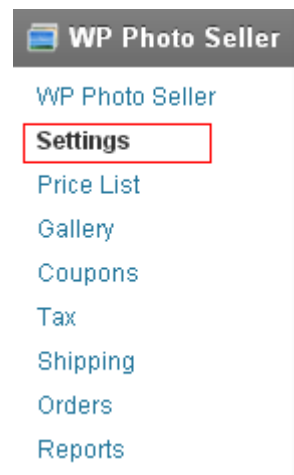 WP Photo Seller
WP Photo Seller
Settings
Price List
Gallery
Coupons
Tax
Shipping
Orders
Reports